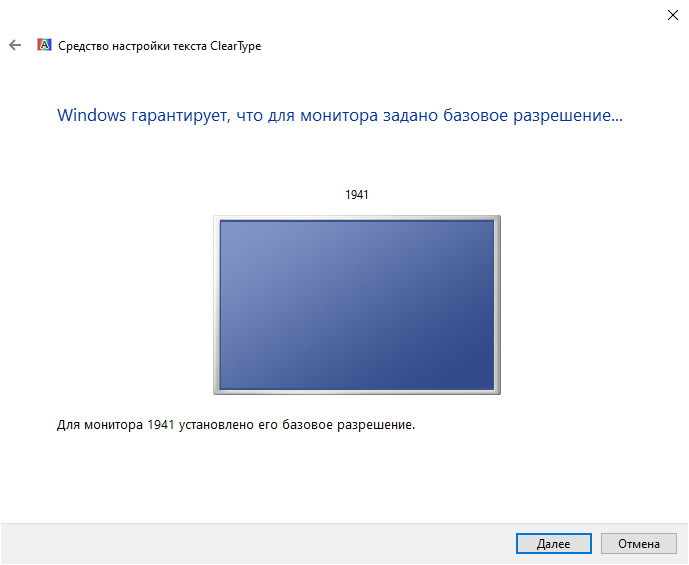 Средство настройки текста ClearType
Windows гарантирует, что для монитора задано базовое разрешение...
1941
Для монитора 1941 установлено его базовое разрешение.
Далее
Отмена